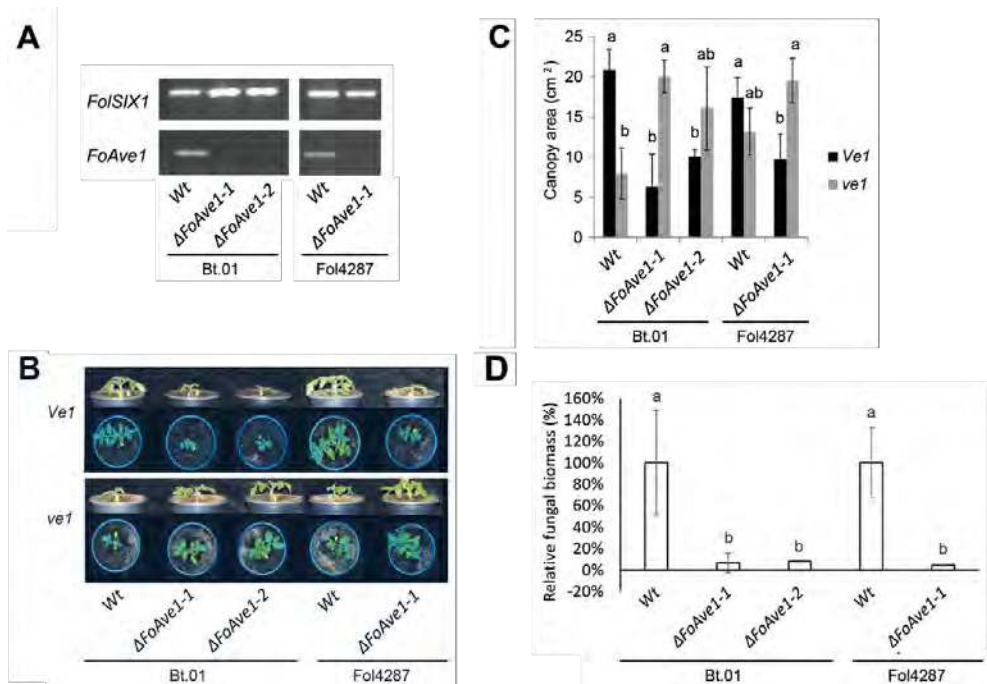 A
FolSIX1
FoAve1
Wt
ΔFoAve1-1
ΔFoAve1-2
Wt
ΔFoAve1-1
Bt.01
Fol4287
C
Canopy area (cm ²)
25
20
15
10
5
0
a
b
b
a
b
ab
a
ab
b
a
Ve1
ve1
Wt
ΔFoAve1-1
ΔFoAve1-2
Wt
ΔFoAve1-1
Bt.01
Fol4287
B
Ve1
ve1
Wt
ΔFoAve1-1
ΔFoAve1-2
Wt
ΔFoAve1-1
Bt.01
Fol4287
D
Relative fungal biomass (%)
160%
140%
120%
100%
80%
60%
40%
20%
0%
-20%
a
b
b
a
b
Wt
ΔFoAve1-1
ΔFoAve1-2
Wt
ΔFoAve1-1
Bt.01
Fol4287